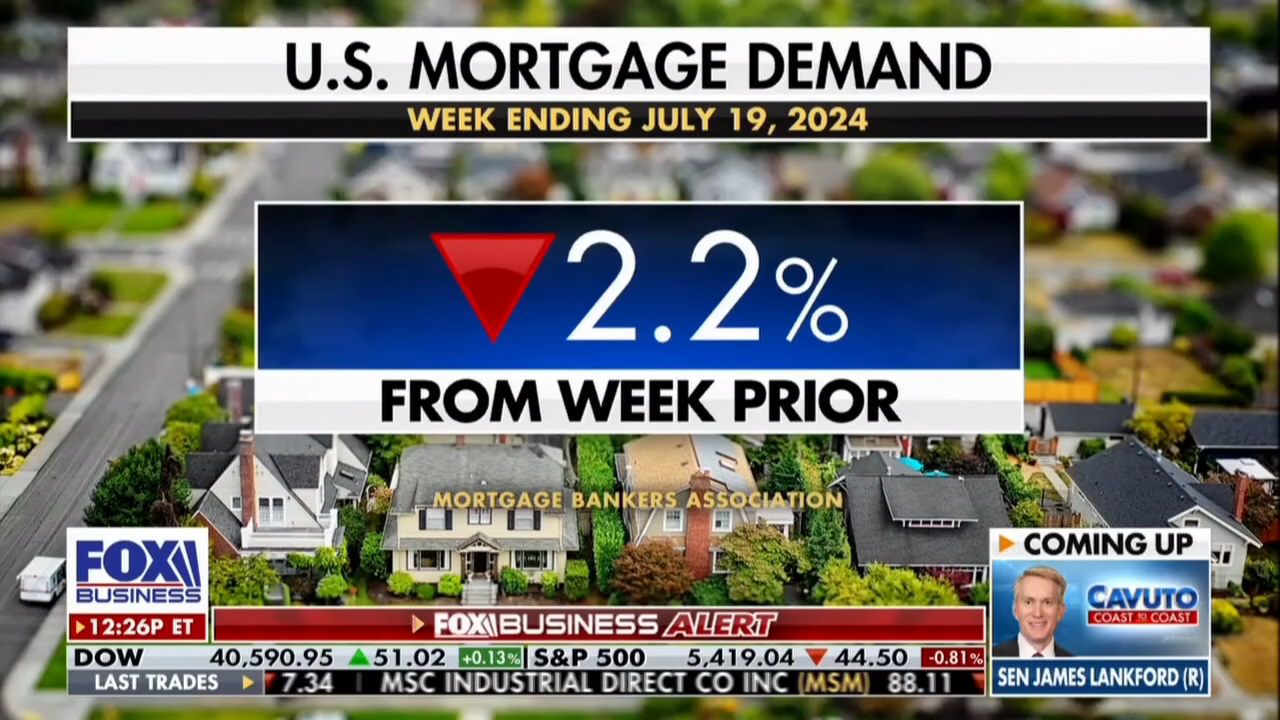 U.S. MORTGAGE DEMAND
WEEK ENDING JULY 19, 2024
▼2.2%
FROM WEEK PRIOR
MORTGAGE BANKERS ASSOCIATION
FOX BUSINESS
12:26P ET
FOX BUSINESS ALERT
COMING UP
CAVUTO
COAST TO COAST
SEN JAMES LANKFORD (R)
DOW 40,590.95 ▲ 51.02 +0.13% S&P 500 5,419.04 ▼ 44.50 -0.81%
LAST TRADES 7.34 MSC INDUSTRIAL DIRECT CO INC (MSM) 88.11